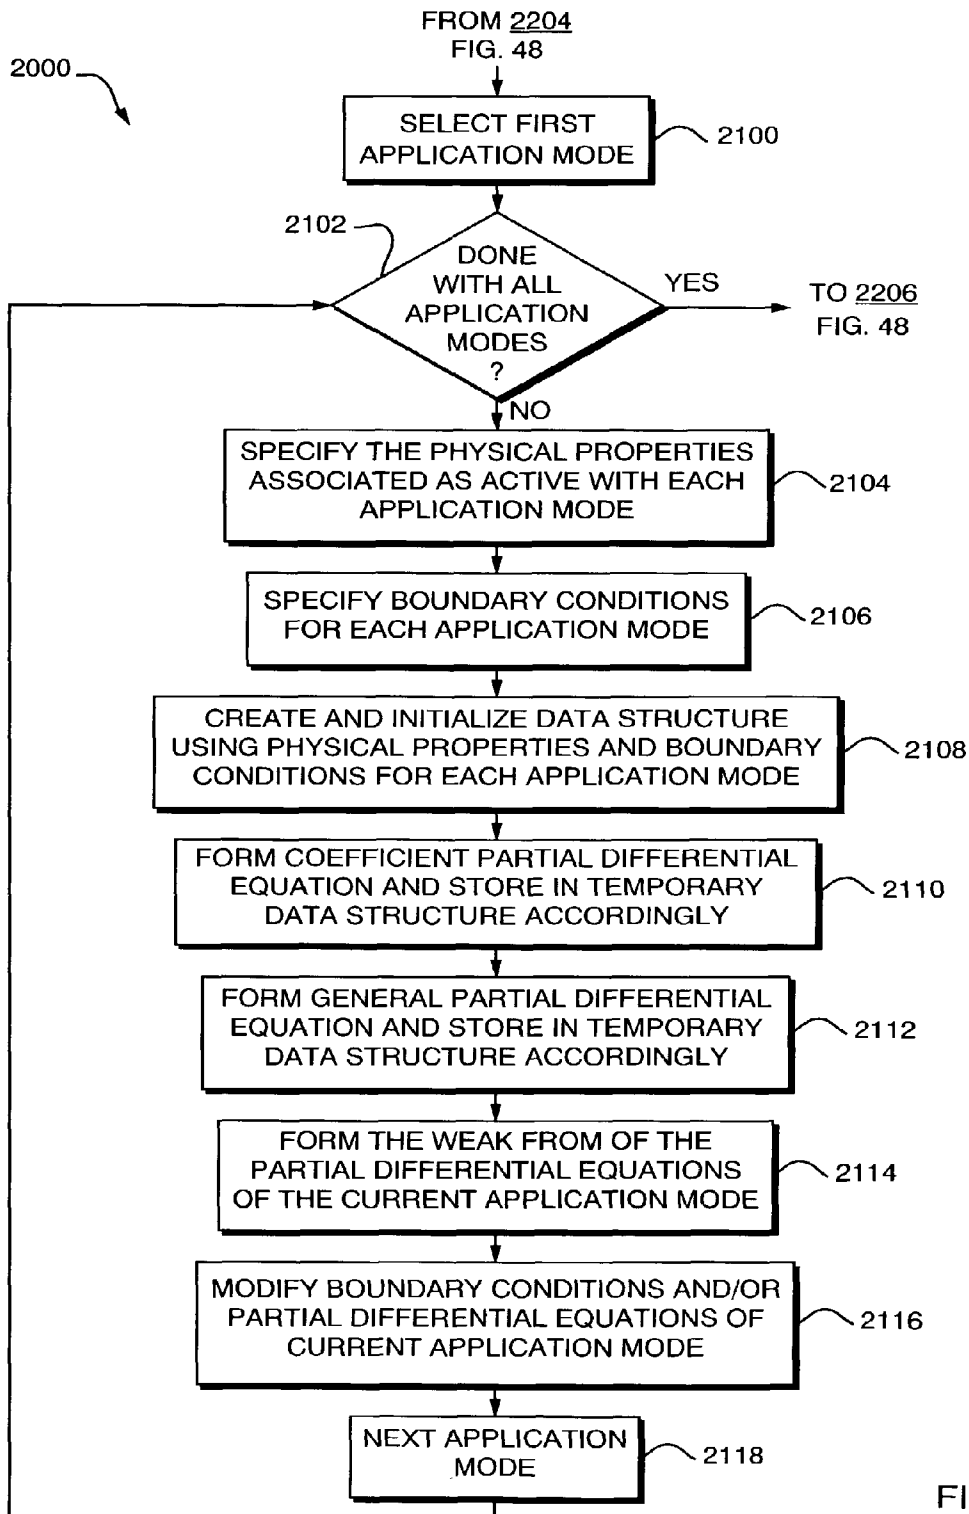 FROM 2204
FIG. 48
2000
SELECT FIRST
APPLICATION MODE
2100
2102
DONE
WITH ALL
APPLICATION
MODES
?
YES
TO 2206
FIG. 48
NO
SPECIFY THE PHYSICAL PROPERTIES
ASSOCIATED AS ACTIVE WITH EACH
APPLICATION MODE
2104
SPECIFY BOUNDARY CONDITIONS
FOR EACH APPLICATION MODE
2106
CREATE AND INITIALIZE DATA STRUCTURE
USING PHYSICAL PROPERTIES AND BOUNDARY
CONDITIONS FOR EACH APPLICATION MODE
2108
FORM COEFFICIENT PARTIAL DIFFERENTIAL
EQUATION AND STORE IN TEMPORARY
DATA STRUCTURE ACCORDINGLY
2110
FORM GENERAL PARTIAL DIFFERENTIAL
EQUATION AND STORE IN TEMPORARY
DATA STRUCTURE ACCORDINGLY
2112
FORM THE WEAK FROM OF THE
PARTIAL DIFFERENTIAL EQUATIONS
OF THE CURRENT APPLICATION MODE
2114
MODIFY BOUNDARY CONDITIONS AND/OR
PARTIAL DIFFERENTIAL EQUATIONS OF
CURRENT APPLICATION MODE
2116
NEXT APPLICATION
MODE
2118
FI